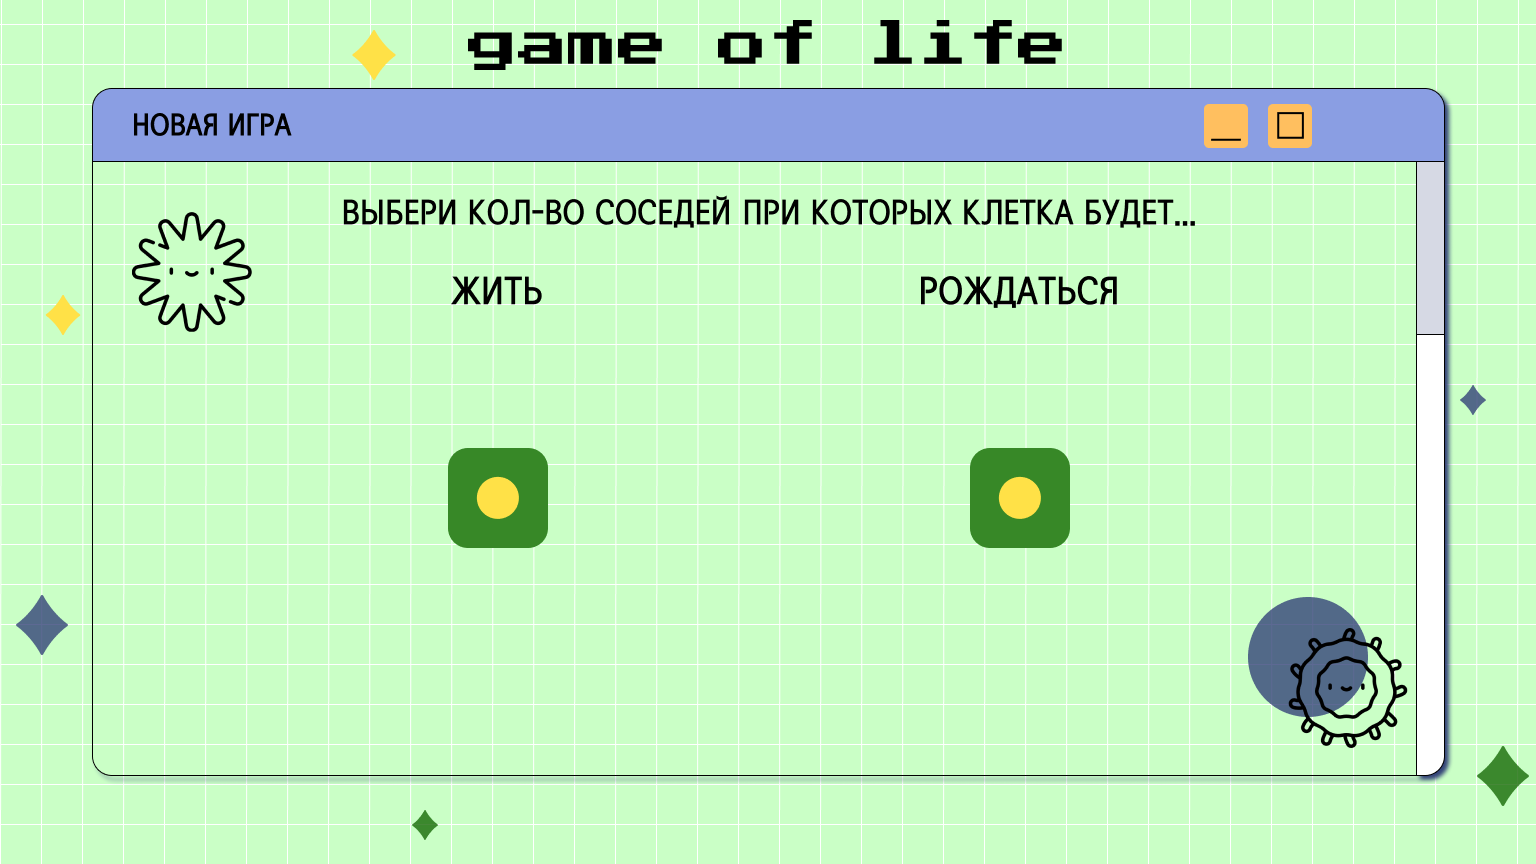 game of life
НОВАЯ ИГРА
ВЫБЕРИ КОЛ-ВО СОСЕДЕЙ ПРИ КОТОРЫХ КЛЕТКА БУДЕТ...
ЖИТЬ
РОЖДАТЬСЯ